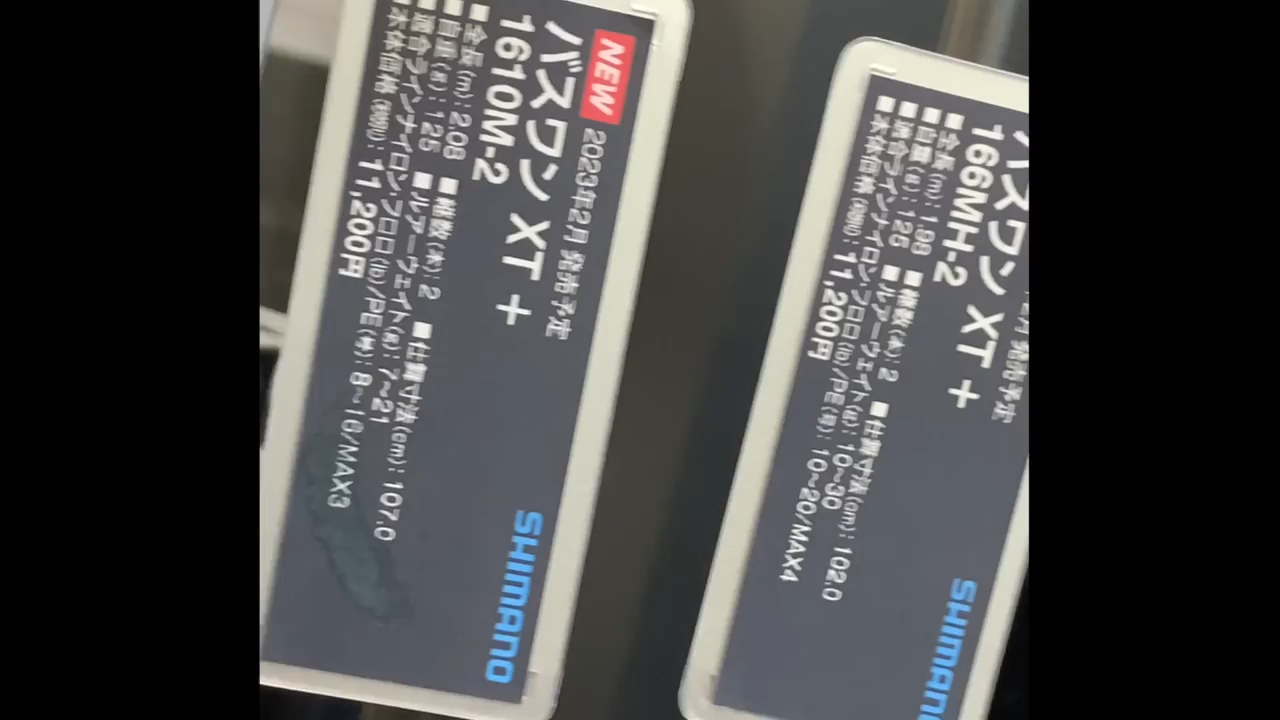 NEW 2023年2月 発売予定
バスワン XT +
1610M-2
■全長(m):2.08 ■継数(本):2 ■仕舞寸法(cm):107.0
■自重(g):125 ■ルアーウェイト(g):7~21
■適合ラインナイロン・フロロ(lb)/PE(号):8~16/MAX3
■本体価格(税別):11,200円
SHIMANO
月 発売予定
バスワン XT +
166MH-2
■全長(m):1.98 ■継数(本):2 ■仕舞寸法(cm):102.0
■自重(g):125 ■ルアーウェイト(g):10~30
■適合ラインナイロン・フロロ(lb)/PE(号):10~20/MAX4
■本体価格(税別):11,200円
SHIMANO